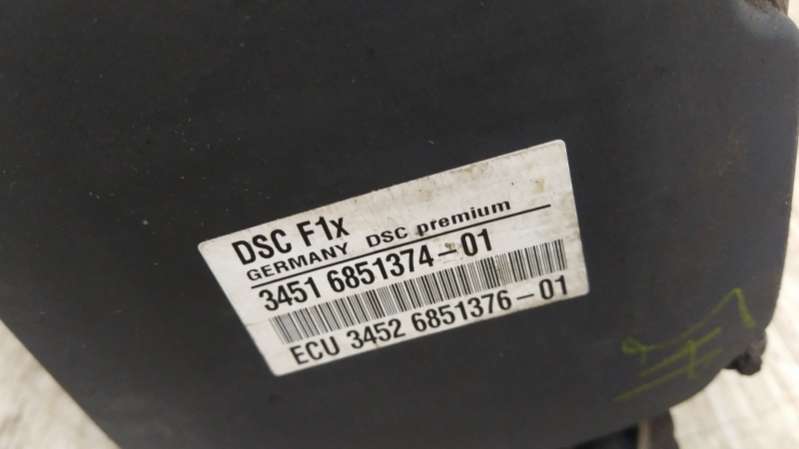 DSC F1x
GERMANY DSC premium
3451 6851374-01
ECU 3452 6851376-01